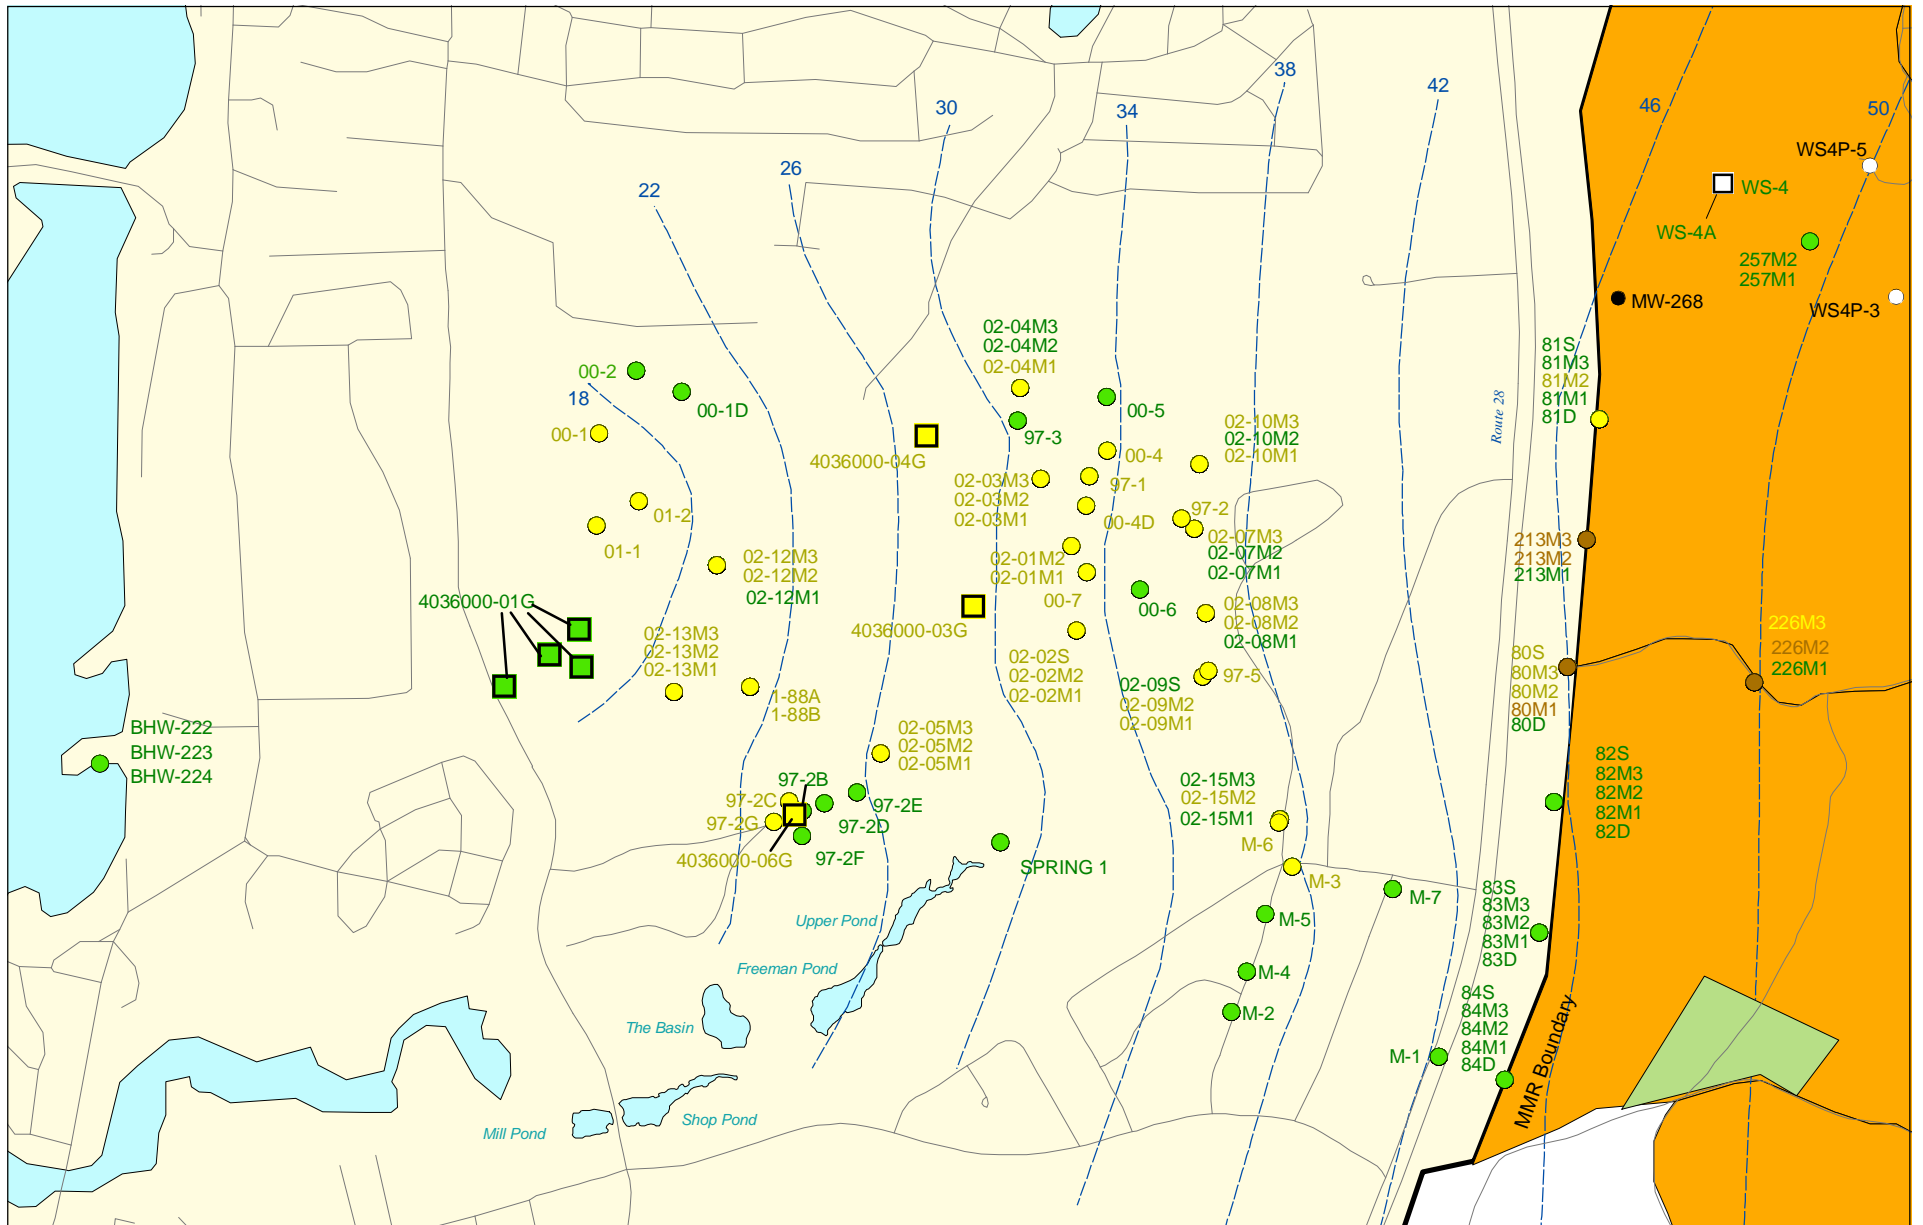 38
42
30
34
46
50
26
22
WS4P-5
WS-4
WS-4A
257M2
257M1
WS4P-3
MW-268
02-04M3
02-04M2
02-04M1
81S
81M3
81M2
81M1
81D
00-2
00-1D
18
00-1
00-5
97-3
Route 28
02-10M3
02-10M2
02-10M1
4036000-04G
00-4
02-03M3
02-03M2
02-03M1
97-1
00-4D
97-2
02-07M3
02-07M2
02-07M1
01-2
01-1
213M3
213M2
213M1
02-12M3
02-12M2
02-12M1
02-01M2
02-01M1
00-7
00-6
4036000-01G
02-08M3
02-08M2
02-08M1
4036000-03G
226M3
226M2
226M1
02-13M3
02-13M2
02-13M1
02-02S
02-02M2
02-02M1
97-5
02-09S
02-09M2
02-09M1
80S
80M3
80M2
80M1
80D
1-88A
1-88B
BHW-222
BHW-223
BHW-224
02-05M3
02-05M2
02-05M1
82S
82M3
82M2
82M1
82D
97-2B
97-2C
97-2E
97-2G
97-2D
97-2F
4036000-06G
02-15M3
02-15M2
02-15M1
M-6
SPRING 1
M-3
M-7
83S
83M3
83M2
83M1
83D
Upper Pond
M-5
Freeman Pond
M-4
M-2
The Basin
84S
84M3
84M2
84M1
84D
M-1
MMR Boundary
Shop Pond
Mill Pond